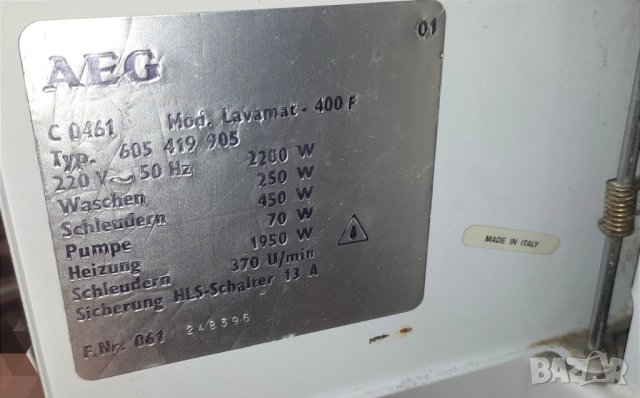 AEG
01
C 0461 Mod. Lavamat - 400 F
Typ. 605 419 905
220 V ~ 50 Hz 2200 W
Waschen 250 W
Schleudern 450 W
Pumpe 70 W
Heizung 1950 W
Schleudern 370 U/min
Sicherung HLS-Schalter 13 A
F.Nr. 061 248396
MADE IN ITALY
BAZAR